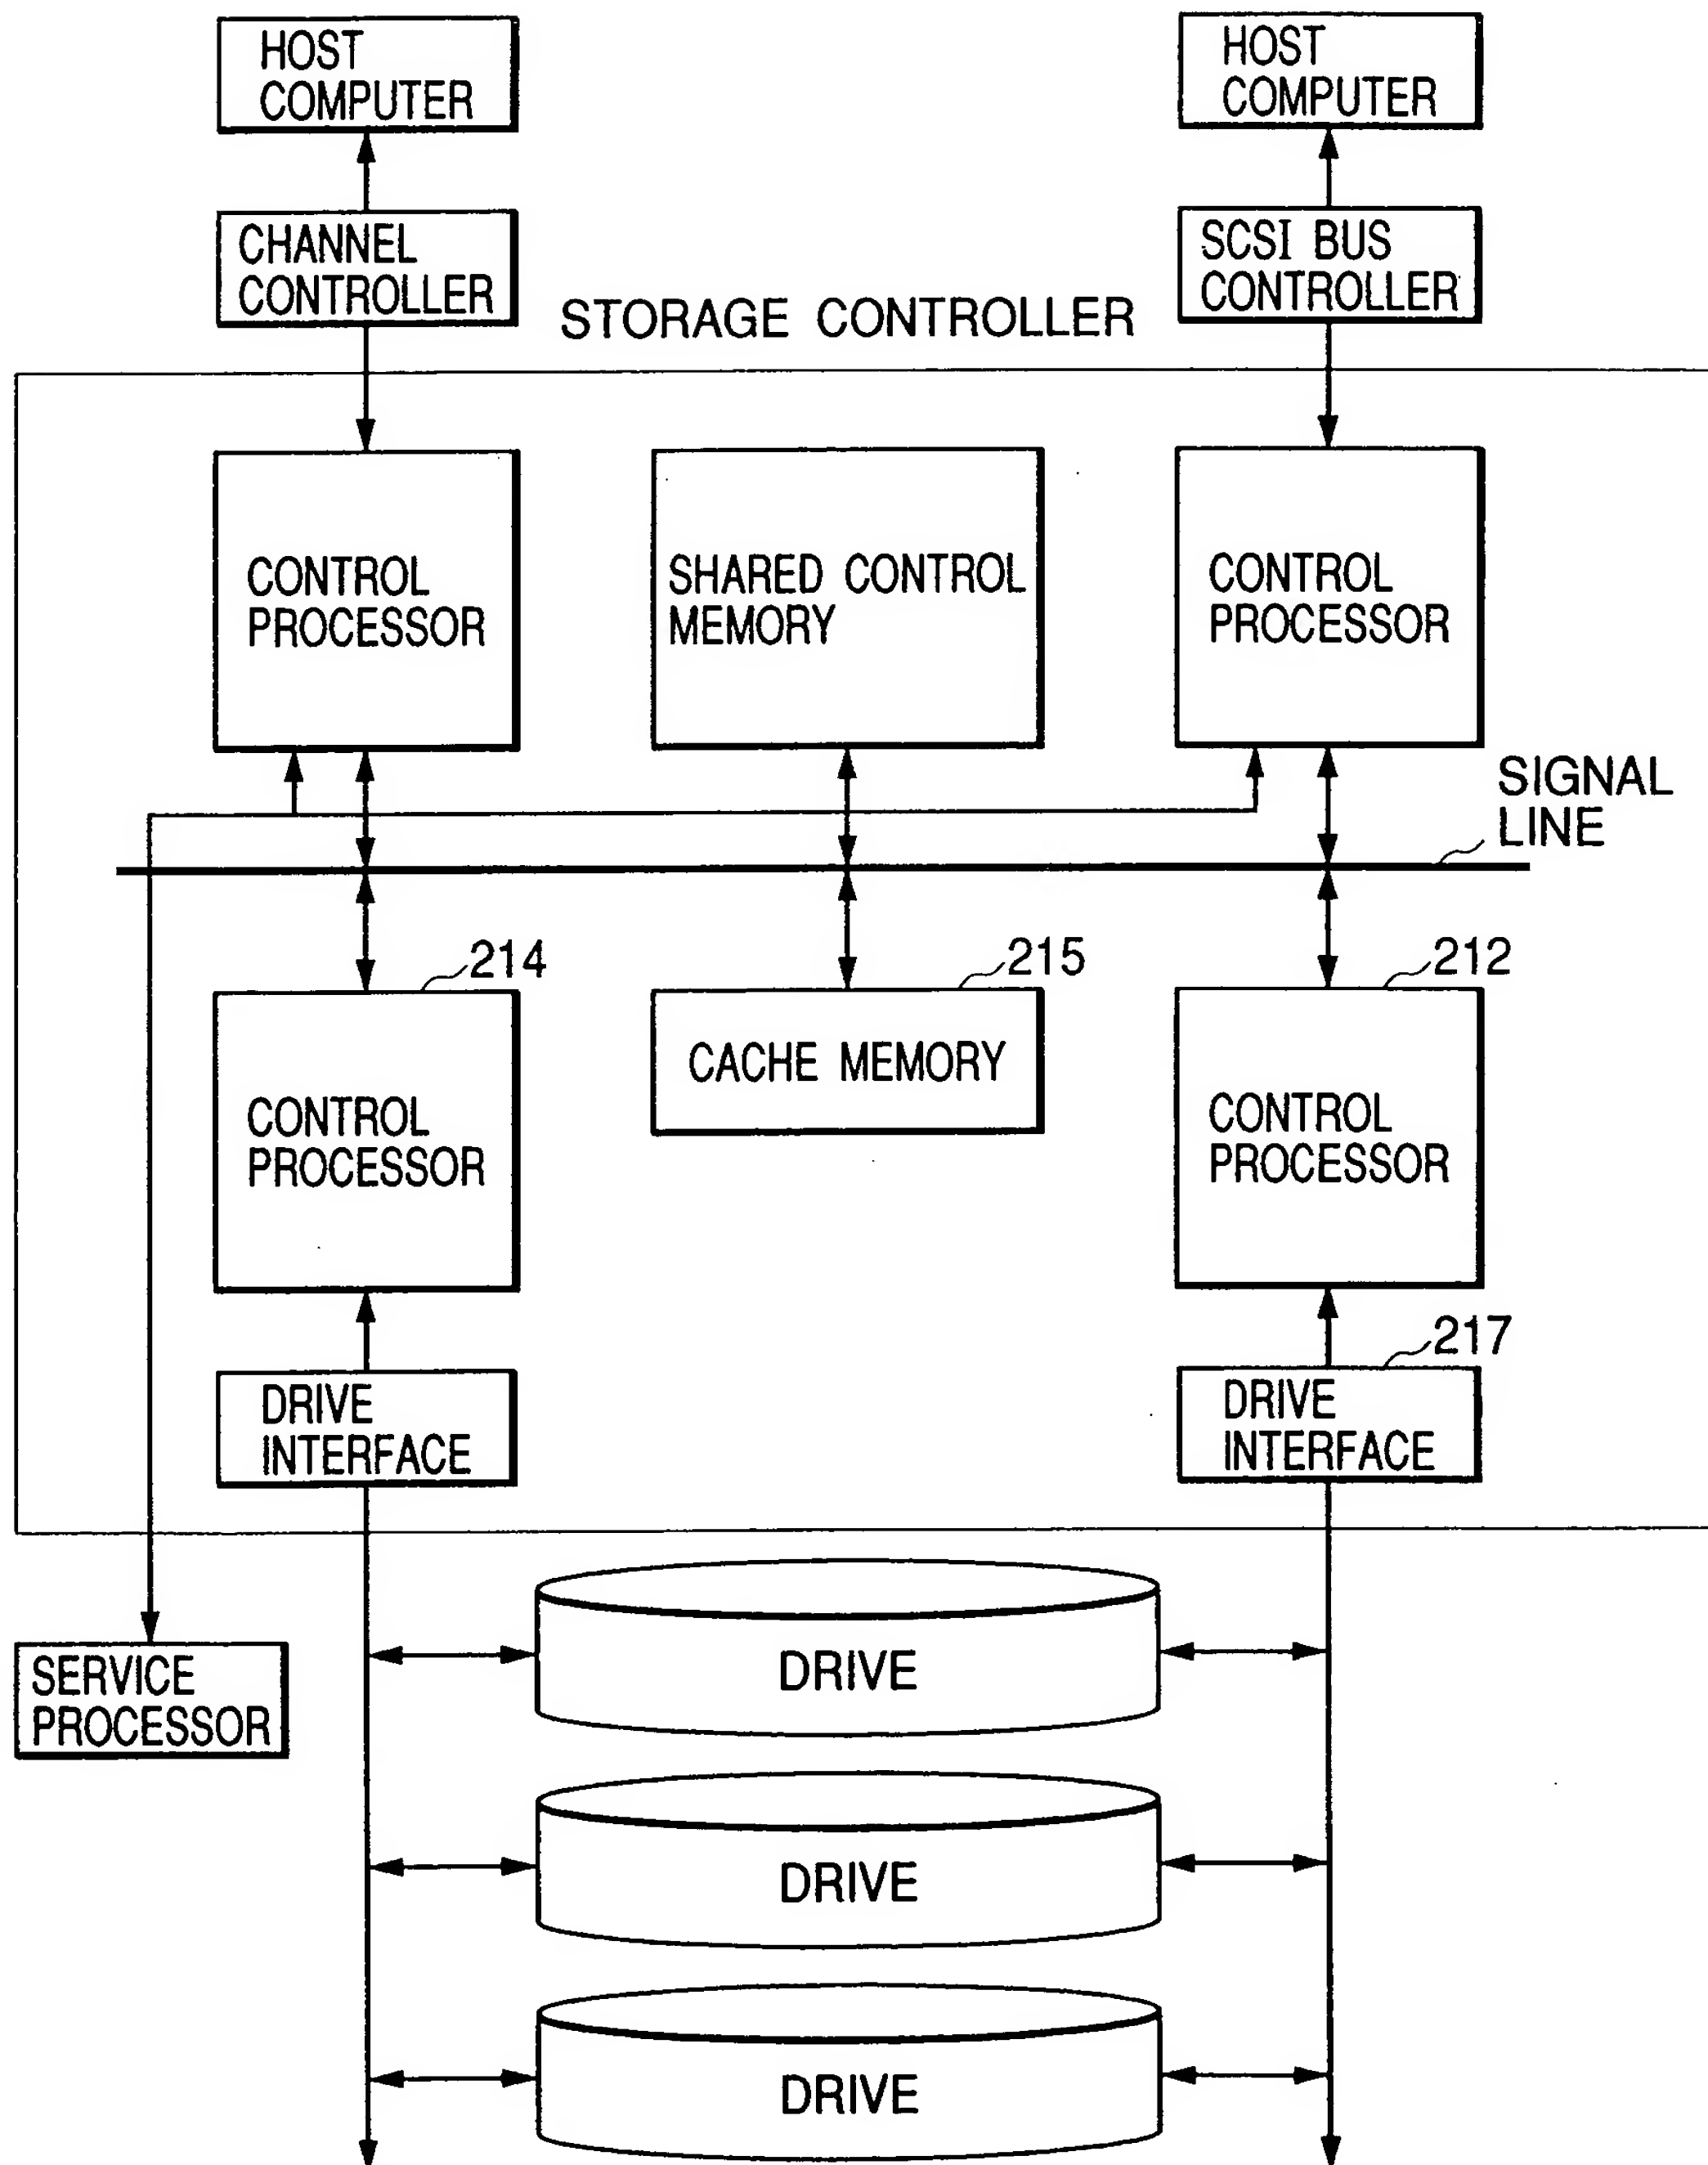 HOST
COMPUTER
HOST
COMPUTER
CHANNEL
CONTROLLER
SCSI BUS
CONTROLLER
STORAGE CONTROLLER
CONTROL
PROCESSOR
SHARED CONTROL
MEMORY
CONTROL
PROCESSOR
SIGNAL
LINE
214
215
212
CONTROL
PROCESSOR
CACHE MEMORY
CONTROL
PROCESSOR
217
DRIVE
INTERFACE
DRIVE
INTERFACE
SERVICE
PROCESSOR
DRIVE
DRIVE
DRIVE